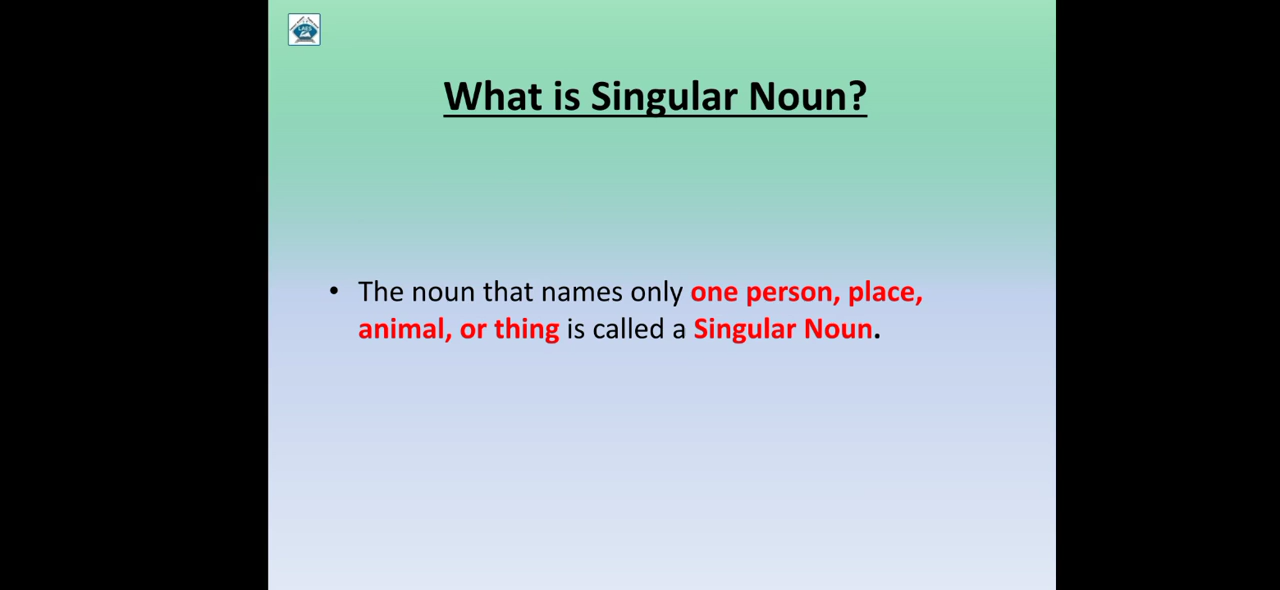 What is Singular Noun?
• The noun that names only one person, place,
animal, or thing is called a Singular Noun.